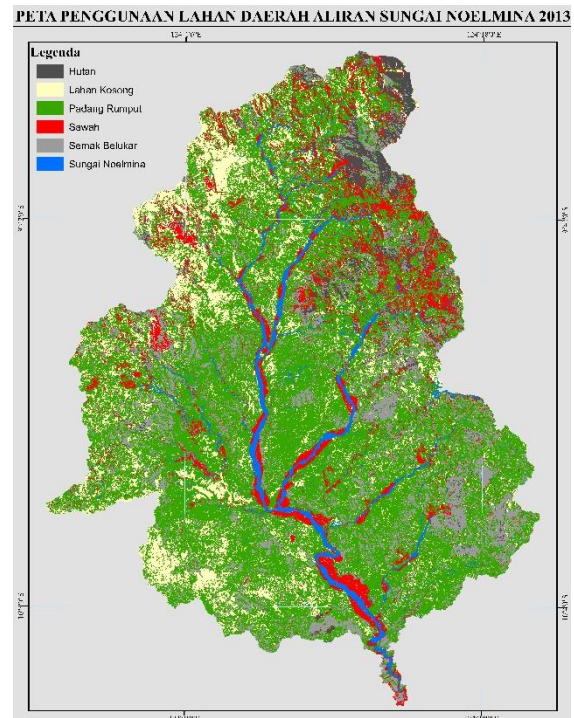 PETA PENGGUNAAN LAHAN DAERAH ALIRAN SUNGAI NOELMINA 2013
Legenda
Hutan
Lahan Kosong
Padang Rumput
Sawah
Semak Belukar
Sungai Noelmina